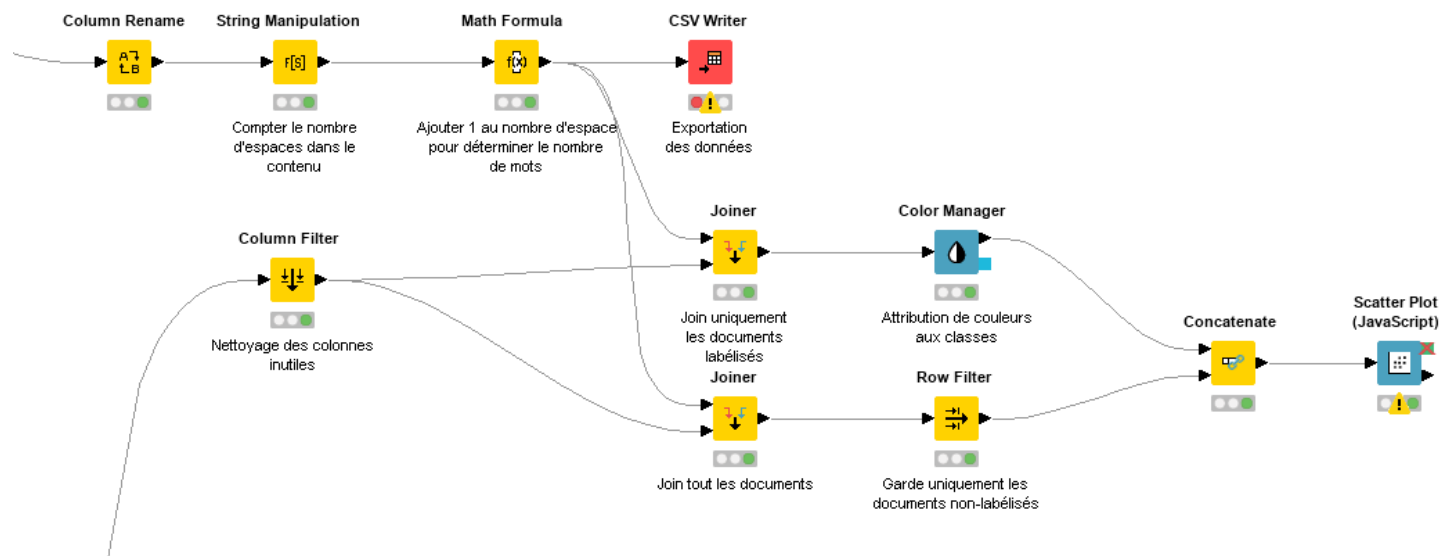 Column Rename
String Manipulation
Math Formula
CSV Writer
A
B
F[S]
f(x)
Compter le nombre
d'espaces dans le
contenu
Ajouter 1 au nombre d'espace
pour déterminer le nombre
de mots
Exportation
des données
Column Filter
Joiner
Color Manager
Nettoyage des colonnes
inutiles
Join uniquement
les documents
labélisés
Attribution de couleurs
aux classes
Concatenate
Scatter Plot
(JavaScript)
Joiner
Row Filter
Join tout les documents
Garde uniquement les
documents non-labélisés